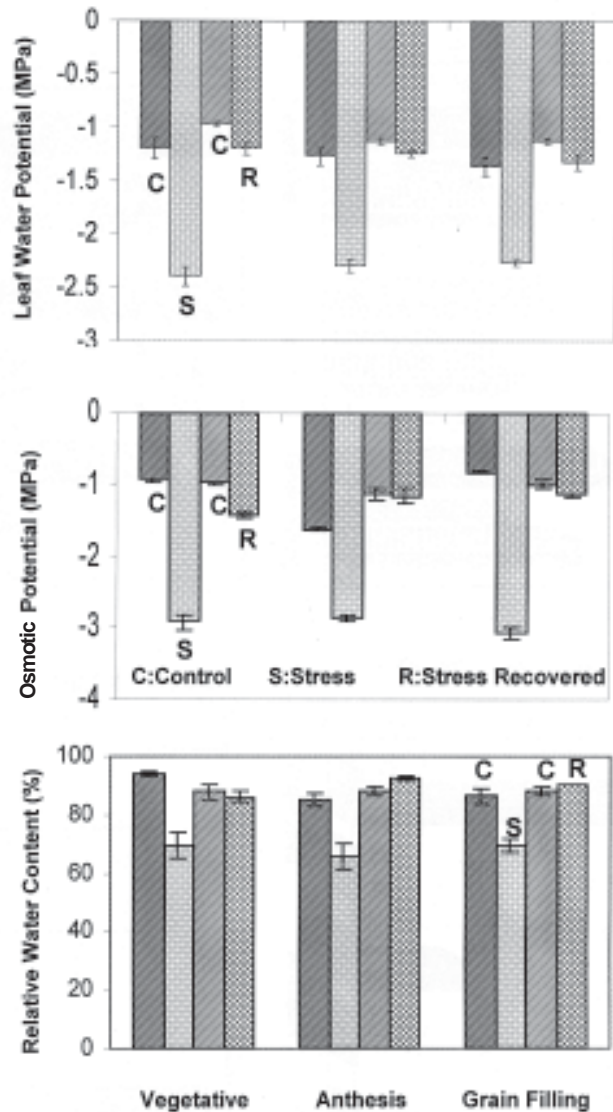 Leaf Water Potential (MPa)
0
-0.5
-1
-1.5
-2
-2.5
-3
C
S
C
R
Osmotic Potential (MPa)
0
-1
-2
-3
-4
C
S
C
R
C:Control S:Stress R:Stress Recovered
Relative Water Content (%)
100
80
60
40
20
0
C
S
C
R
Vegetative Anthesis Grain Filling